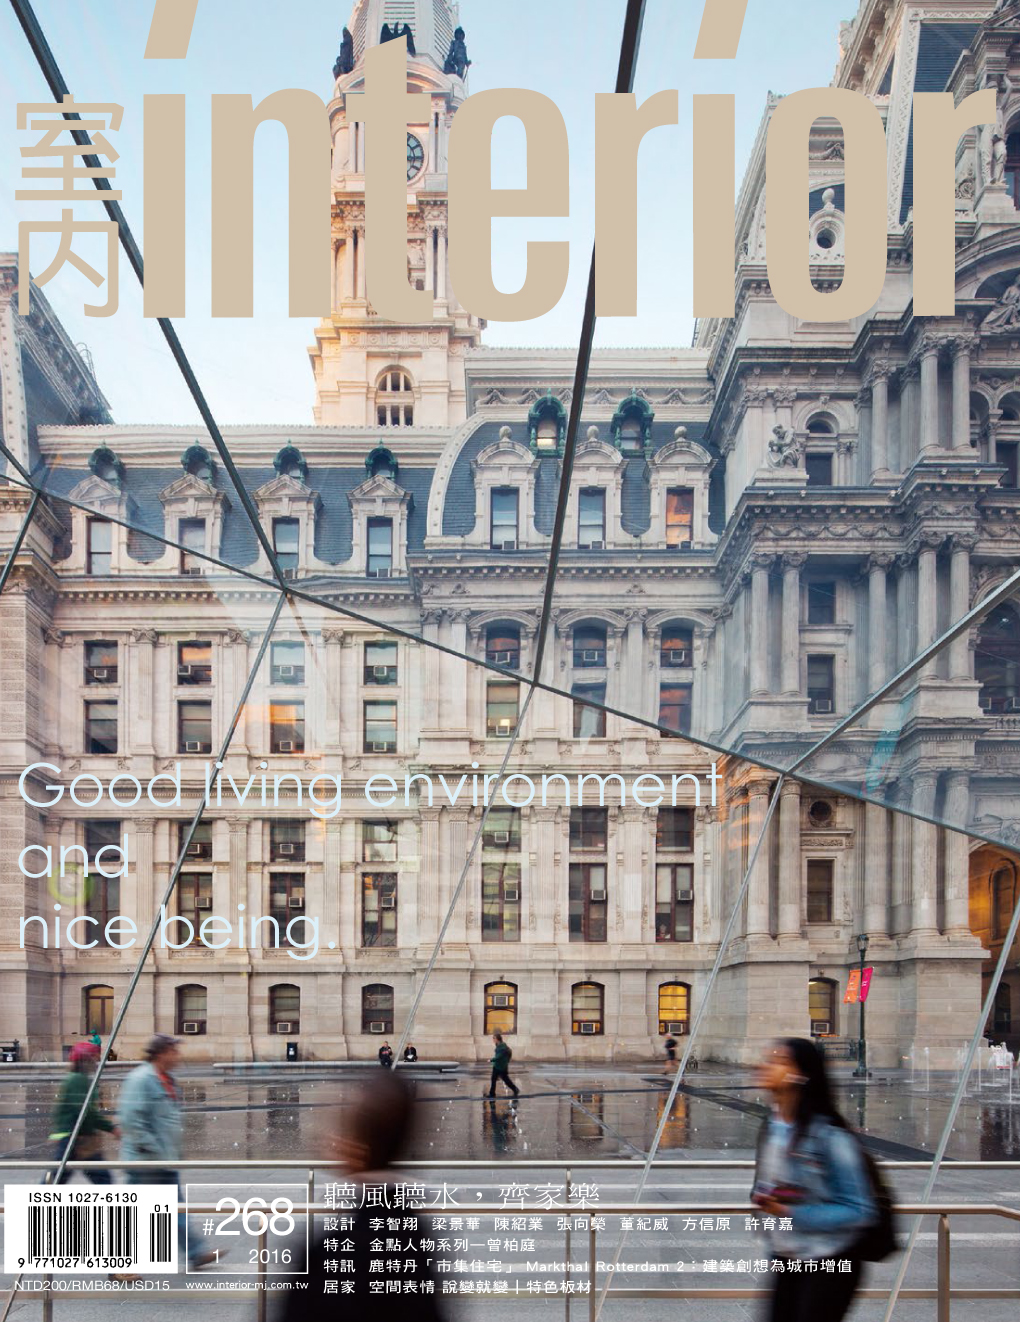 室內
interior
Good living environment
and
nice being.
ISSN 1027-6130
01
9 771027 613009
NTD200/RMB68/USD15
#268
1 2016
www.interior-mj.com.tw
聽風聽水，齊家樂
設計 李智翔 梁景華 陳紹業 張向榮 董紀威 方信原 許育嘉
特企 金點人物系列—曾柏庭
特訊 鹿特丹「市集住宅」 Markthal Rotterdam 2：建築創想為城市增值
居家 空間表情 說變就變｜特色板材